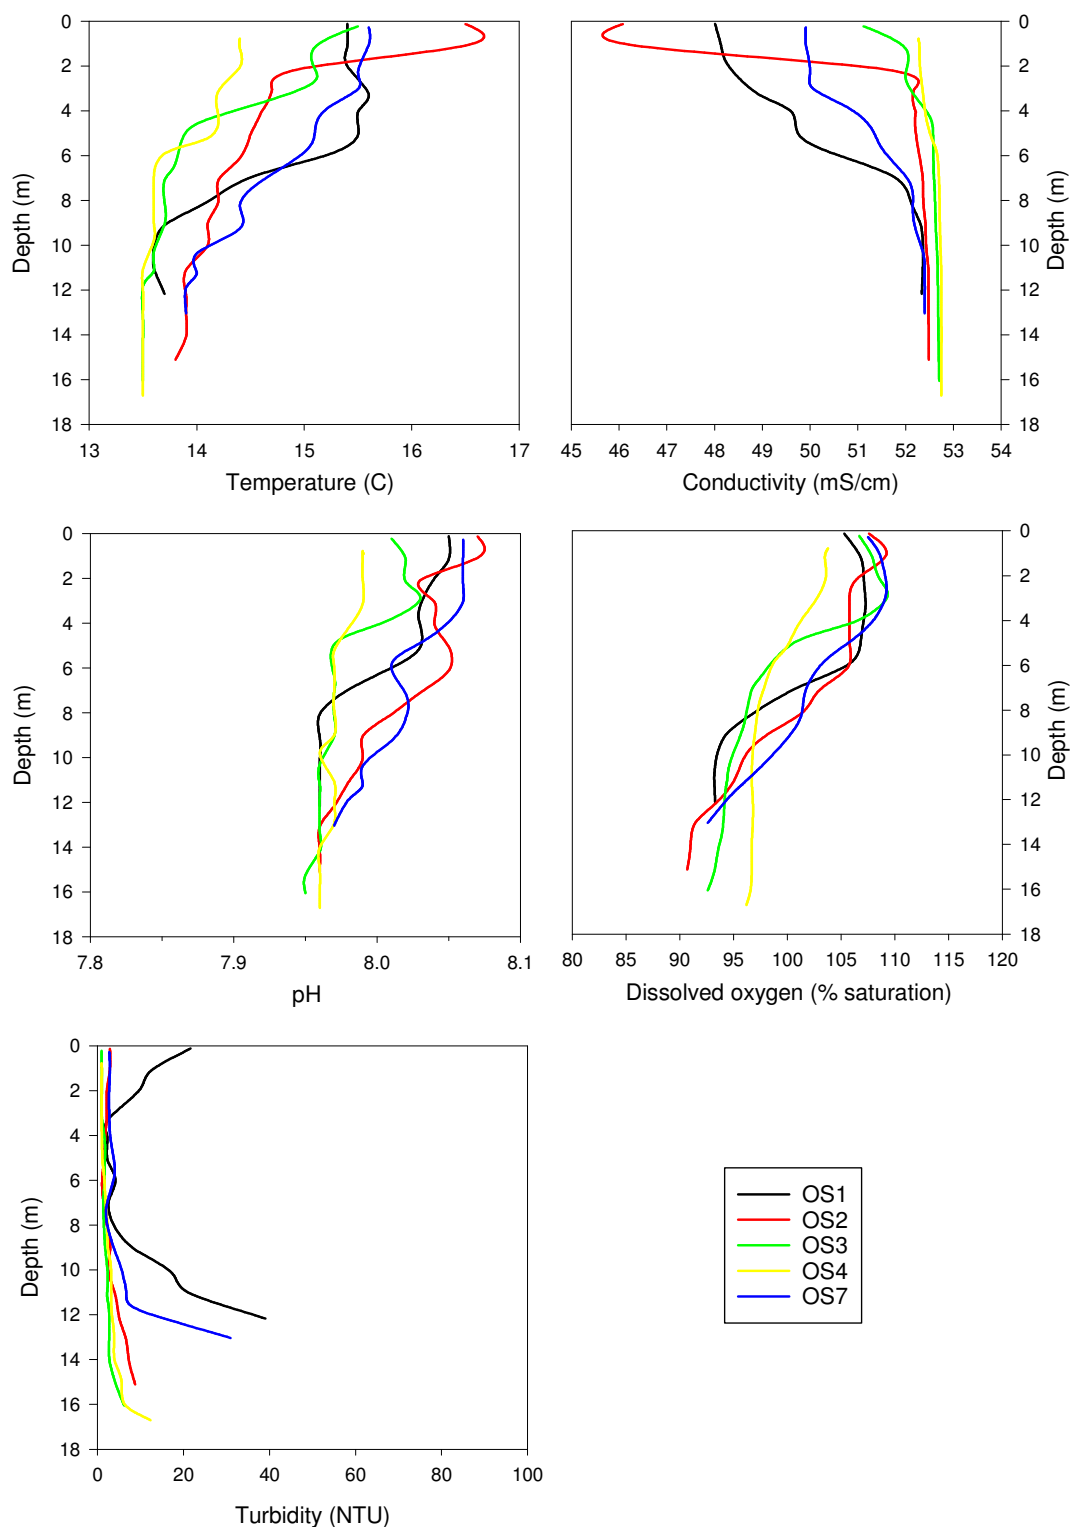 0
2
4
6
8
10
12
14
16
18
Depth (m)
13 14 15 16 17
Temperature (C)
0
2
4
6
8
10
12
14
16
18
Depth (m)
45 46 47 48 49 50 51 52 53 54
Conductivity (mS/cm)
0
2
4
6
8
10
12
14
16
18
Depth (m)
7.8 7.9 8.0 8.1
pH
0
2
4
6
8
10
12
14
16
18
Depth (m)
80 85 90 95 100 105 110 115 120
Dissolved oxygen (% saturation)
0
2
4
6
8
10
12
14
16
18
Depth (m)
0 20 40 60 80 100
Turbidity (NTU)
OS1
OS2
OS3
OS4
OS7